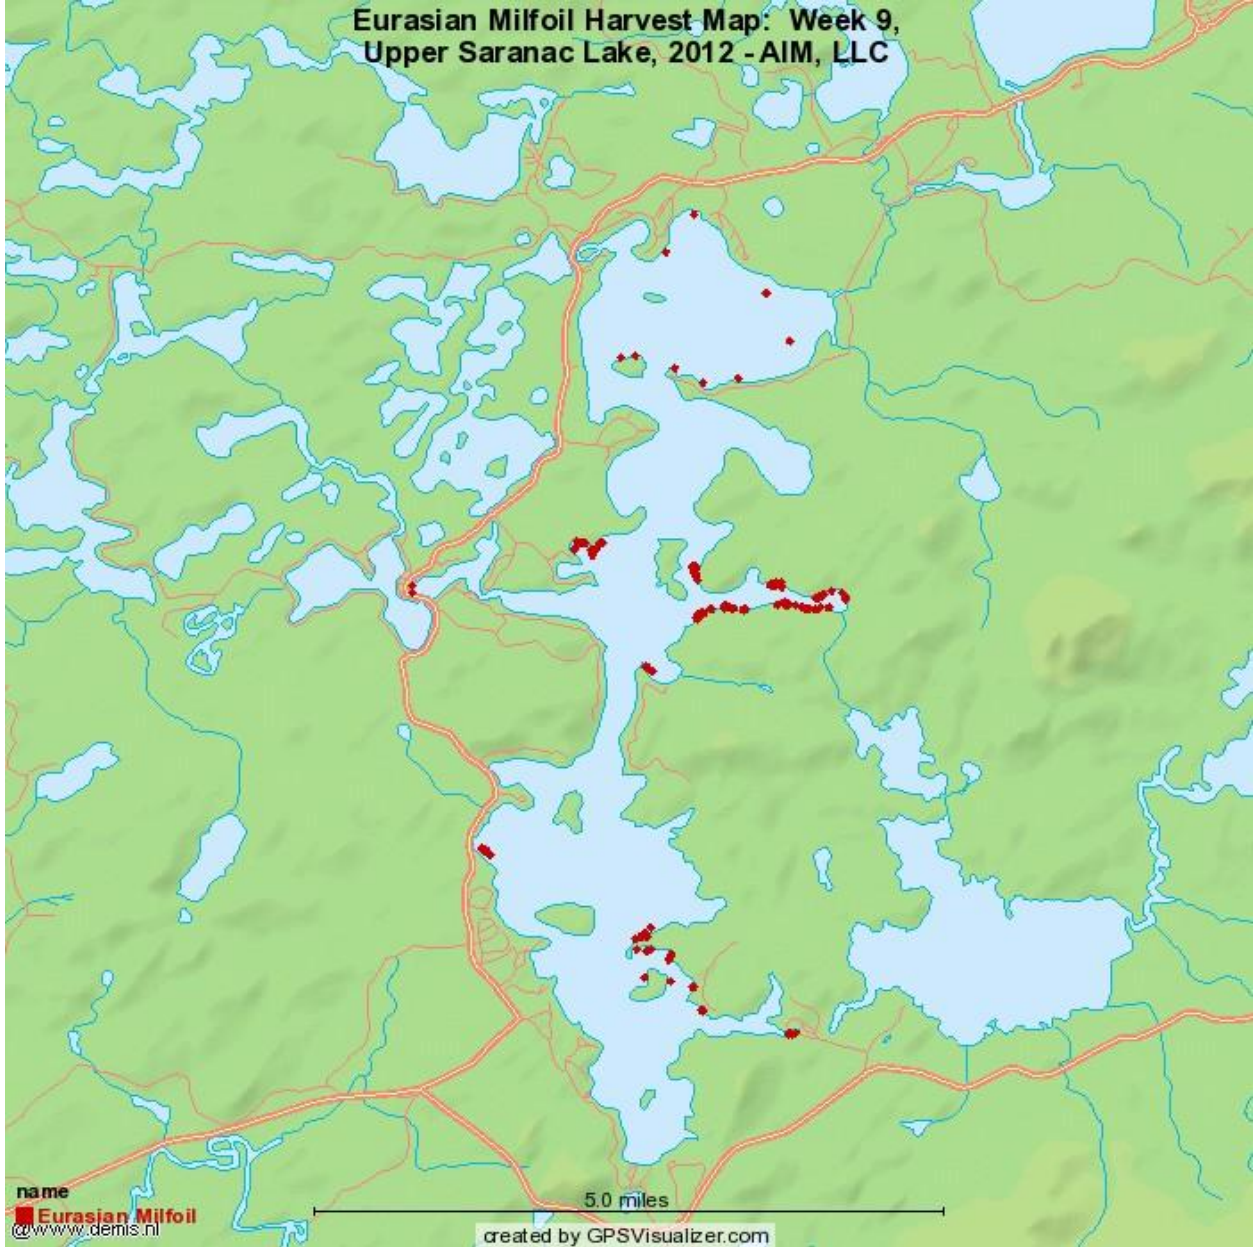 Eurasian Milfoil Harvest Map: Week 9,
Upper Saranac Lake, 2012 - AIM, LLC
name
Eurasian Milfoil
@www.demis.nl
5.0 miles
created by GPSVisualizer.com